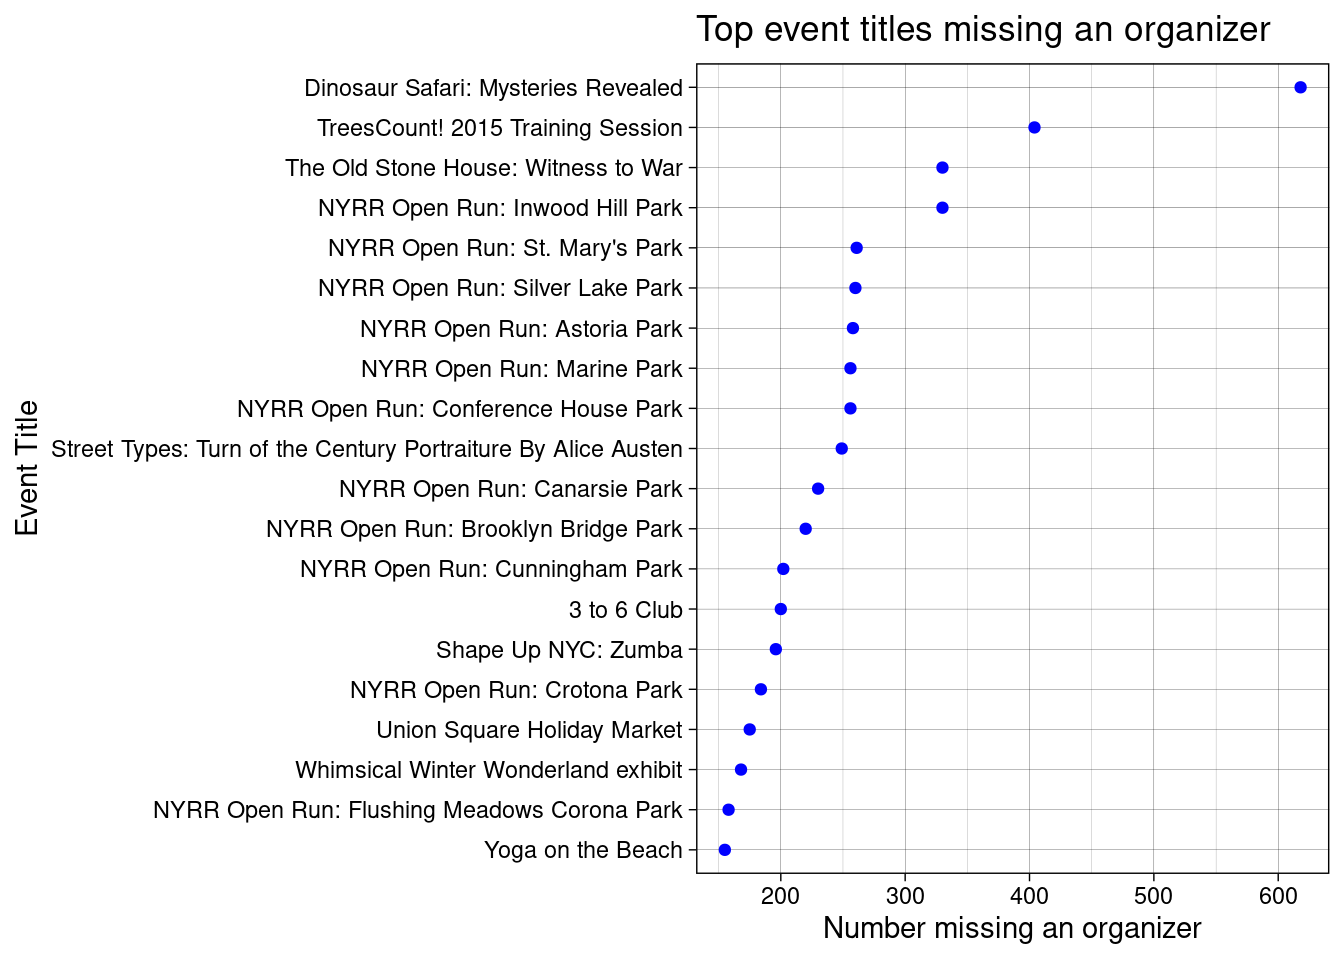 Top event titles missing an organizer
Event Title
Dinosaur Safari: Mysteries Revealed
TreesCount! 2015 Training Session
The Old Stone House: Witness to War
NYRR Open Run: Inwood Hill Park
NYRR Open Run: St. Mary's Park
NYRR Open Run: Silver Lake Park
NYRR Open Run: Astoria Park
NYRR Open Run: Marine Park
NYRR Open Run: Conference House Park
Street Types: Turn of the Century Portraiture By Alice Austen
NYRR Open Run: Canarsie Park
NYRR Open Run: Brooklyn Bridge Park
NYRR Open Run: Cunningham Park
3 to 6 Club
Shape Up NYC: Zumba
NYRR Open Run: Crotona Park
Union Square Holiday Market
Whimsical Winter Wonderland exhibit
NYRR Open Run: Flushing Meadows Corona Park
Yoga on the Beach
200 300 400 500 600
Number missing an organizer